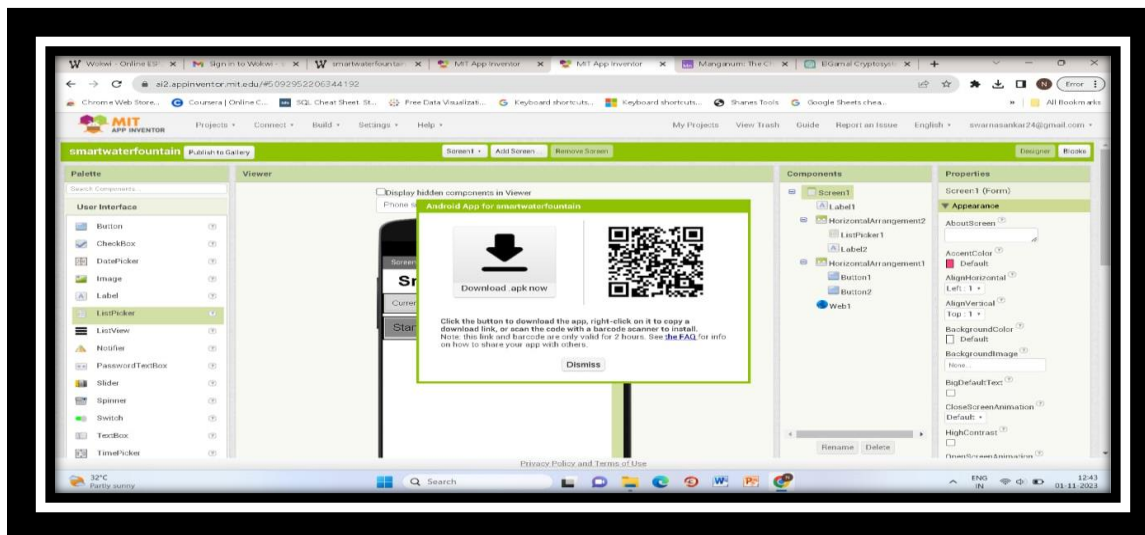 Wokwi - Online ESP
Sign in to Wokwi -
smartwaterfountain
MIT App Inventor
MIT App Inventor
Manganum: The Ch
BGamal Cryptosyst
ai2.appinventor.mit.edu/#5092952206344192
Error
Chrome Web Store...
Coursera | Online C...
SQL Cheat Sheet St...
Free Data Visualizati...
Keyboard shortcuts...
Keyboard shortcuts...
Shanes Tools
Google Sheets chea...
»
All Bookmarks
MIT
APP INVENTOR
Projects
Connect
Build
Settings
Help
My Projects
View Trash
Guide
Report an Issue
English
swarnasankar24@gmail.com
smartwaterfountain
Publish to Gallery
Screen1
Add Screen ...
Remove Screen
Designer
Blocks
Palette
Search Components...
User Interface
Button
CheckBox
DatePicker
Image
Label
ListPicker
ListView
Notifier
PasswordTextBox
Slider
Spinner
Switch
TextBox
TimePicker
Viewer
Display hidden components in Viewer
Phone s
Screen
Sr
Curre
Star
Android App for smartwaterfountain
Download .apk now
Click the button to download the app, right-click on it to copy a
download link, or scan the code with a barcode scanner to install.
Note: this link and barcode are only valid for 2 hours. See the FAQ for info
on how to share your app with others.
Dismiss
Components
Screen1
Label1
HorizontalArrangement2
ListPicker1
Label2
HorizontalArrangement1
Button1
Button2
Web1
Rename
Delete
Properties
Screen1 (Form)
Appearance
AboutScreen
AccentColor
Default
AlignHorizontal
Left : 1
AlignVertical
Top : 1
BackgroundColor
Default
BackgroundImage
None...
BigDefaultText
CloseScreenAnimation
Default
HighContrast
OpenScreenAnimation
Privacy Policy and Terms of Use
32°C
Partly sunny
Search
ENG
IN
12:43
01-11-2023